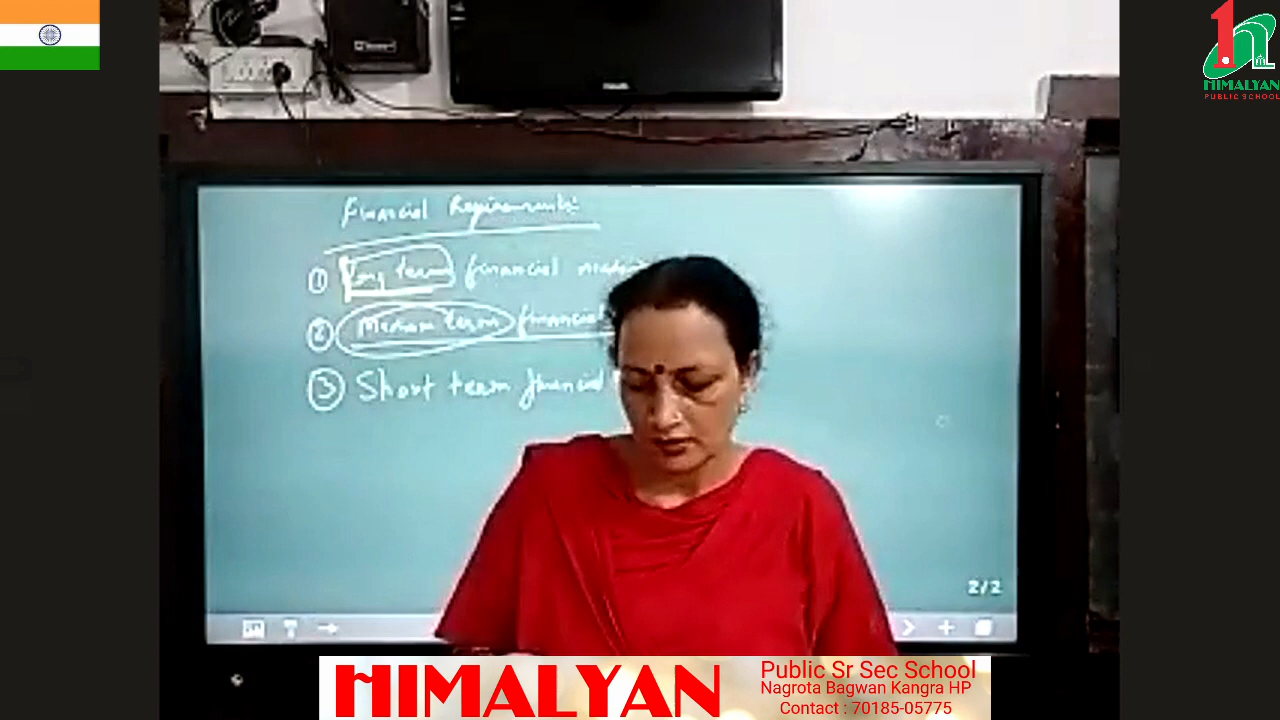 HIMALYAN
PUBLIC SCHOOL
Financial Requirements:
① Long term financial
② Medium term financial
③ Short term financial
2/2
HIMALYAN
Public Sr Sec School
Nagrota Bagwan Kangra HP
Contact : 70185-05775